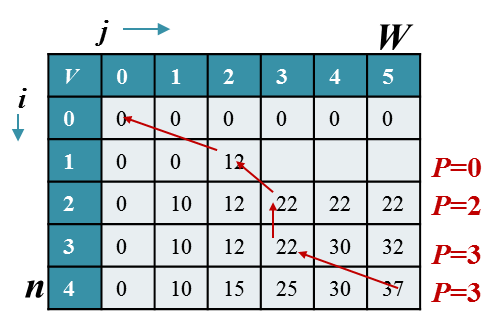 j W
V 0 1 2 3 4 5
i
0 0 0 0 0 0 0
1 0 0 12 P=0
2 0 10 12 22 22 22 P=2
3 0 10 12 22 30 32 P=3
n 4 0 10 15 25 30 37 P=3